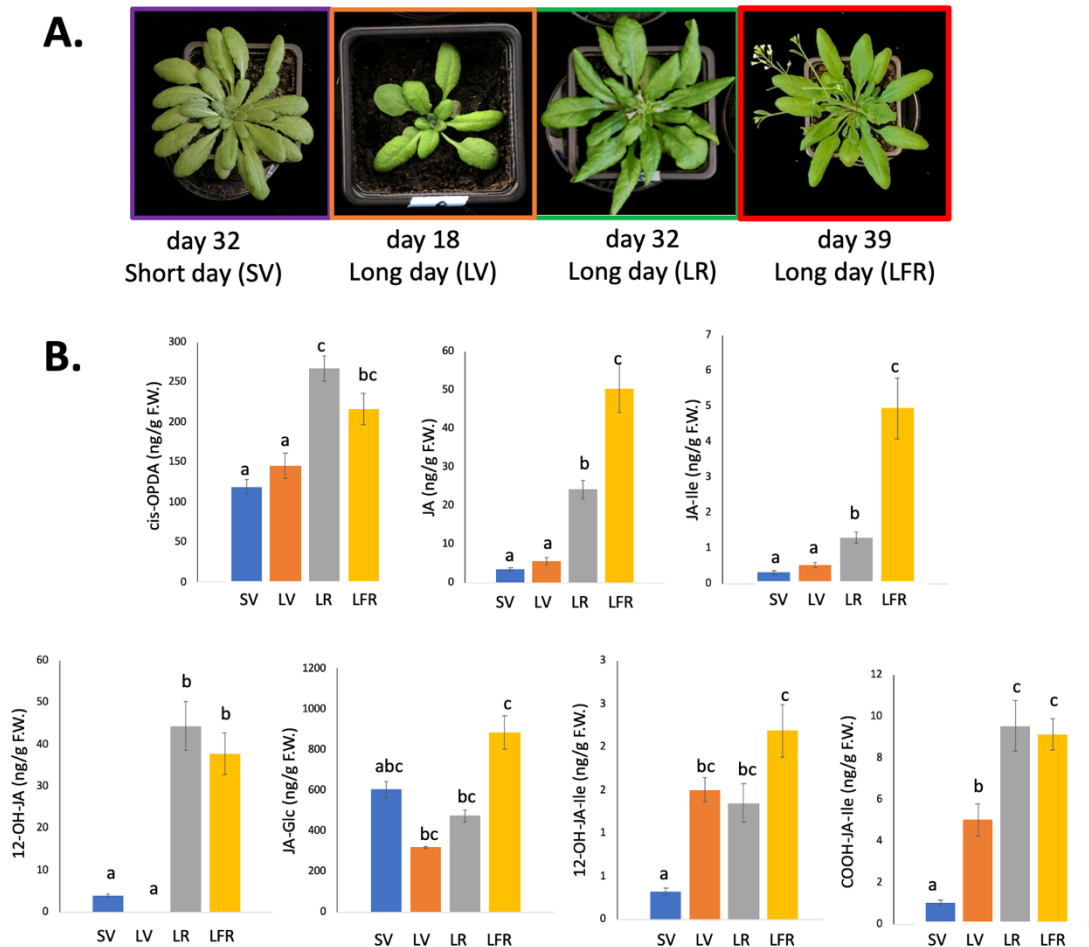 A.
day 32
Short day (SV)
day 18
Long day (LV)
day 32
Long day (LR)
day 39
Long day (LFR)
B.
cis-OPDA (ng/g F.W.)
300
250
200
150
100
50
0
a
a
c
bc
SV LV LR LFR
JA (ng/g F.W.)
60
50
40
30
20
10
0
a
a
b
c
SV LV LR LFR
JA-Ile (ng/g F.W.)
7
6
5
4
3
2
1
0
a
a
b
c
SV LV LR LFR
12-OH-JA (ng/g F.W.)
60
50
40
30
20
10
0
a
a
b
b
SV LV LR LFR
JA-Glc (ng/g F.W.)
1200
1000
800
600
400
200
0
abc
bc
bc
c
SV LV LR LFR
12-OH-JA-Ile (ng/g F.W.)
3
3
2
2
1
1
0
a
bc
bc
c
SV LV LR LFR
COOH-JA-Ile (ng/g F.W.)
12
10
8
6
4
2
0
a
b
c
c
SV LV LR LFR